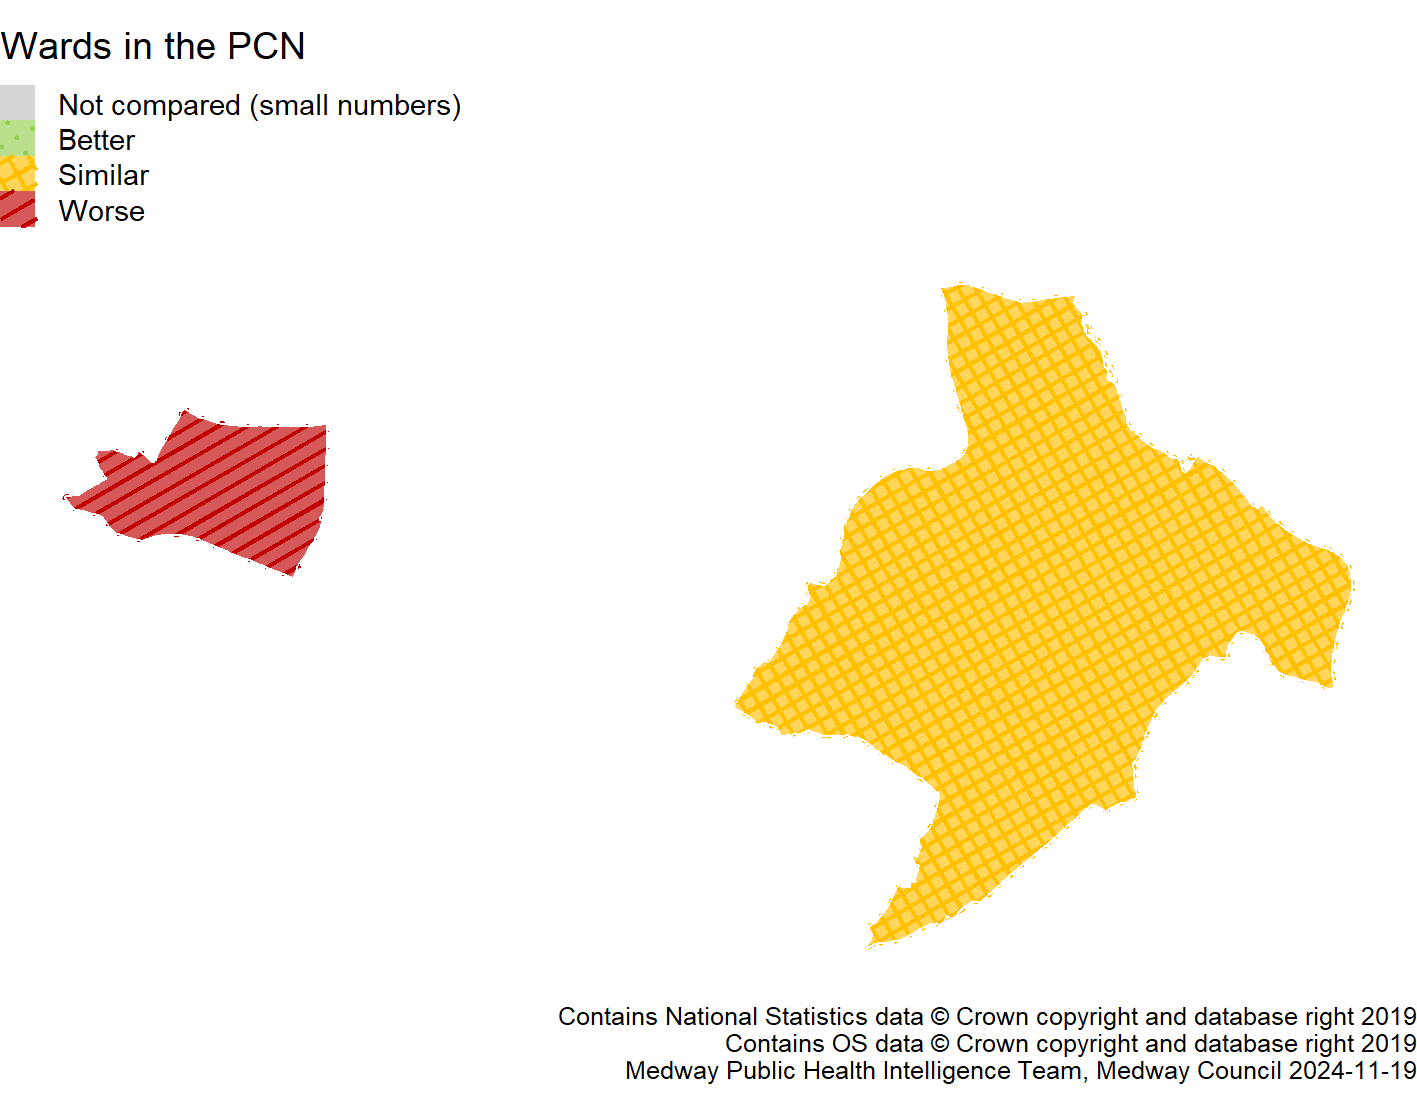 Wards in the PCN
Not compared (small numbers)
Better
Similar
Worse
Contains National Statistics data © Crown copyright and database right 2019
Contains OS data © Crown copyright and database right 2019
Medway Public Health Intelligence Team, Medway Council 2024-11-19